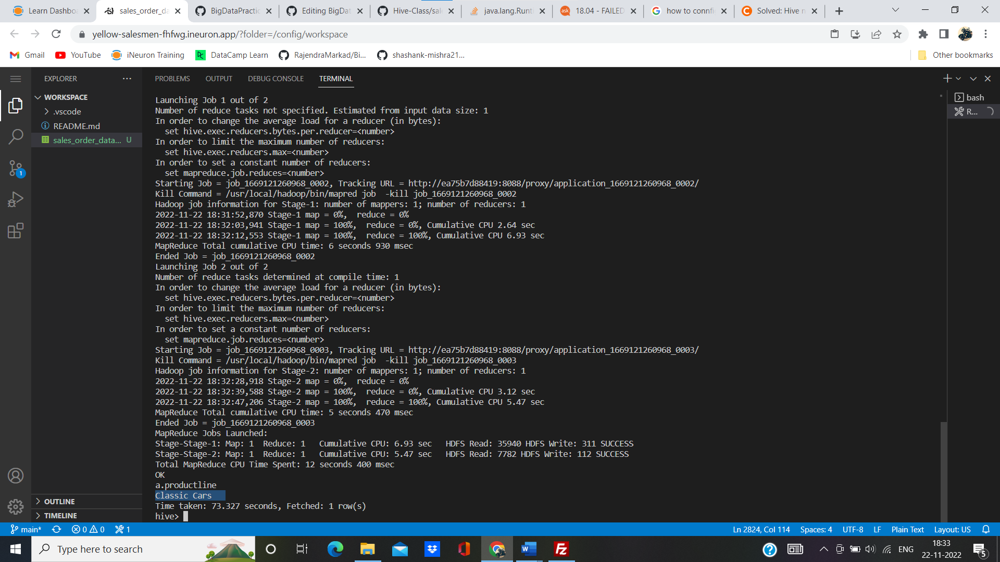 Learn Dashbo
sales_order_da
BigDataPractic
Editing BigDat
Hive-Class/sal
java.lang.Runt
ask
18.04 - FAILED
how to connfi
Solved: Hive n
yellow-salesmen-fhfwg.ineuron.app/?folder=/config/workspace
Gmail
YouTube
iNeuron Training
DataCamp Learn
RajendraMarkad/Bi...
shashank-mishra21...
Other bookmarks
EXPLORER
PROBLEMS
OUTPUT
DEBUG CONSOLE
TERMINAL
WORKSPACE
.vscode
README.md
sales_order_data... U
1
OUTLINE
TIMELINE
Launching Job 1 out of 2
Number of reduce tasks not specified. Estimated from input data size: 1
In order to change the average load for a reducer (in bytes):
  set hive.exec.reducers.bytes.per.reducer=<number>
In order to limit the maximum number of reducers:
  set hive.exec.reducers.max=<number>
In order to set a constant number of reducers:
  set mapreduce.job.reduces=<number>
Starting Job = job_1669121260968_0002, Tracking URL = http://ea75b7d88419:8088/proxy/application_1669121260968_0002/
Kill Command = /usr/local/hadoop/bin/mapred job  -kill job_1669121260968_0002
Hadoop job information for Stage-1: number of mappers: 1; number of reducers: 1
2022-11-22 18:31:52,870 Stage-1 map = 0%,  reduce = 0%
2022-11-22 18:32:03,941 Stage-1 map = 100%,  reduce = 0%, Cumulative CPU 2.64 sec
2022-11-22 18:32:12,553 Stage-1 map = 100%,  reduce = 100%, Cumulative CPU 6.93 sec
MapReduce Total cumulative CPU time: 6 seconds 930 msec
Ended Job = job_1669121260968_0002
Launching Job 2 out of 2
Number of reduce tasks determined at compile time: 1
In order to change the average load for a reducer (in bytes):
  set hive.exec.reducers.bytes.per.reducer=<number>
In order to limit the maximum number of reducers:
  set hive.exec.reducers.max=<number>
In order to set a constant number of reducers:
  set mapreduce.job.reduces=<number>
Starting Job = job_1669121260968_0003, Tracking URL = http://ea75b7d88419:8088/proxy/application_1669121260968_0003/
Kill Command = /usr/local/hadoop/bin/mapred job  -kill job_1669121260968_0003
Hadoop job information for Stage-2: number of mappers: 1; number of reducers: 1
2022-11-22 18:32:28,918 Stage-2 map = 0%,  reduce = 0%
2022-11-22 18:32:39,588 Stage-2 map = 100%,  reduce = 0%, Cumulative CPU 3.12 sec
2022-11-22 18:32:47,206 Stage-2 map = 100%,  reduce = 100%, Cumulative CPU 5.47 sec
MapReduce Total cumulative CPU time: 5 seconds 470 msec
Ended Job = job_1669121260968_0003
MapReduce Jobs Launched:
Stage-Stage-1: Map: 1  Reduce: 1   Cumulative CPU: 6.93 sec   HDFS Read: 35940 HDFS Write: 311 SUCCESS
Stage-Stage-2: Map: 1  Reduce: 1   Cumulative CPU: 5.47 sec   HDFS Read: 7782 HDFS Write: 112 SUCCESS
Total MapReduce CPU Time Spent: 12 seconds 400 msec
OK
a.productline
Classic Cars
Time taken: 73.327 seconds, Fetched: 1 row(s)
hive>
bash
R...
main*
0
0
1
Ln 2824, Col 114
Spaces: 4
UTF-8
LF
Plain Text
Layout: US
Type here to search
ENG
18:33
22-11-2022
5